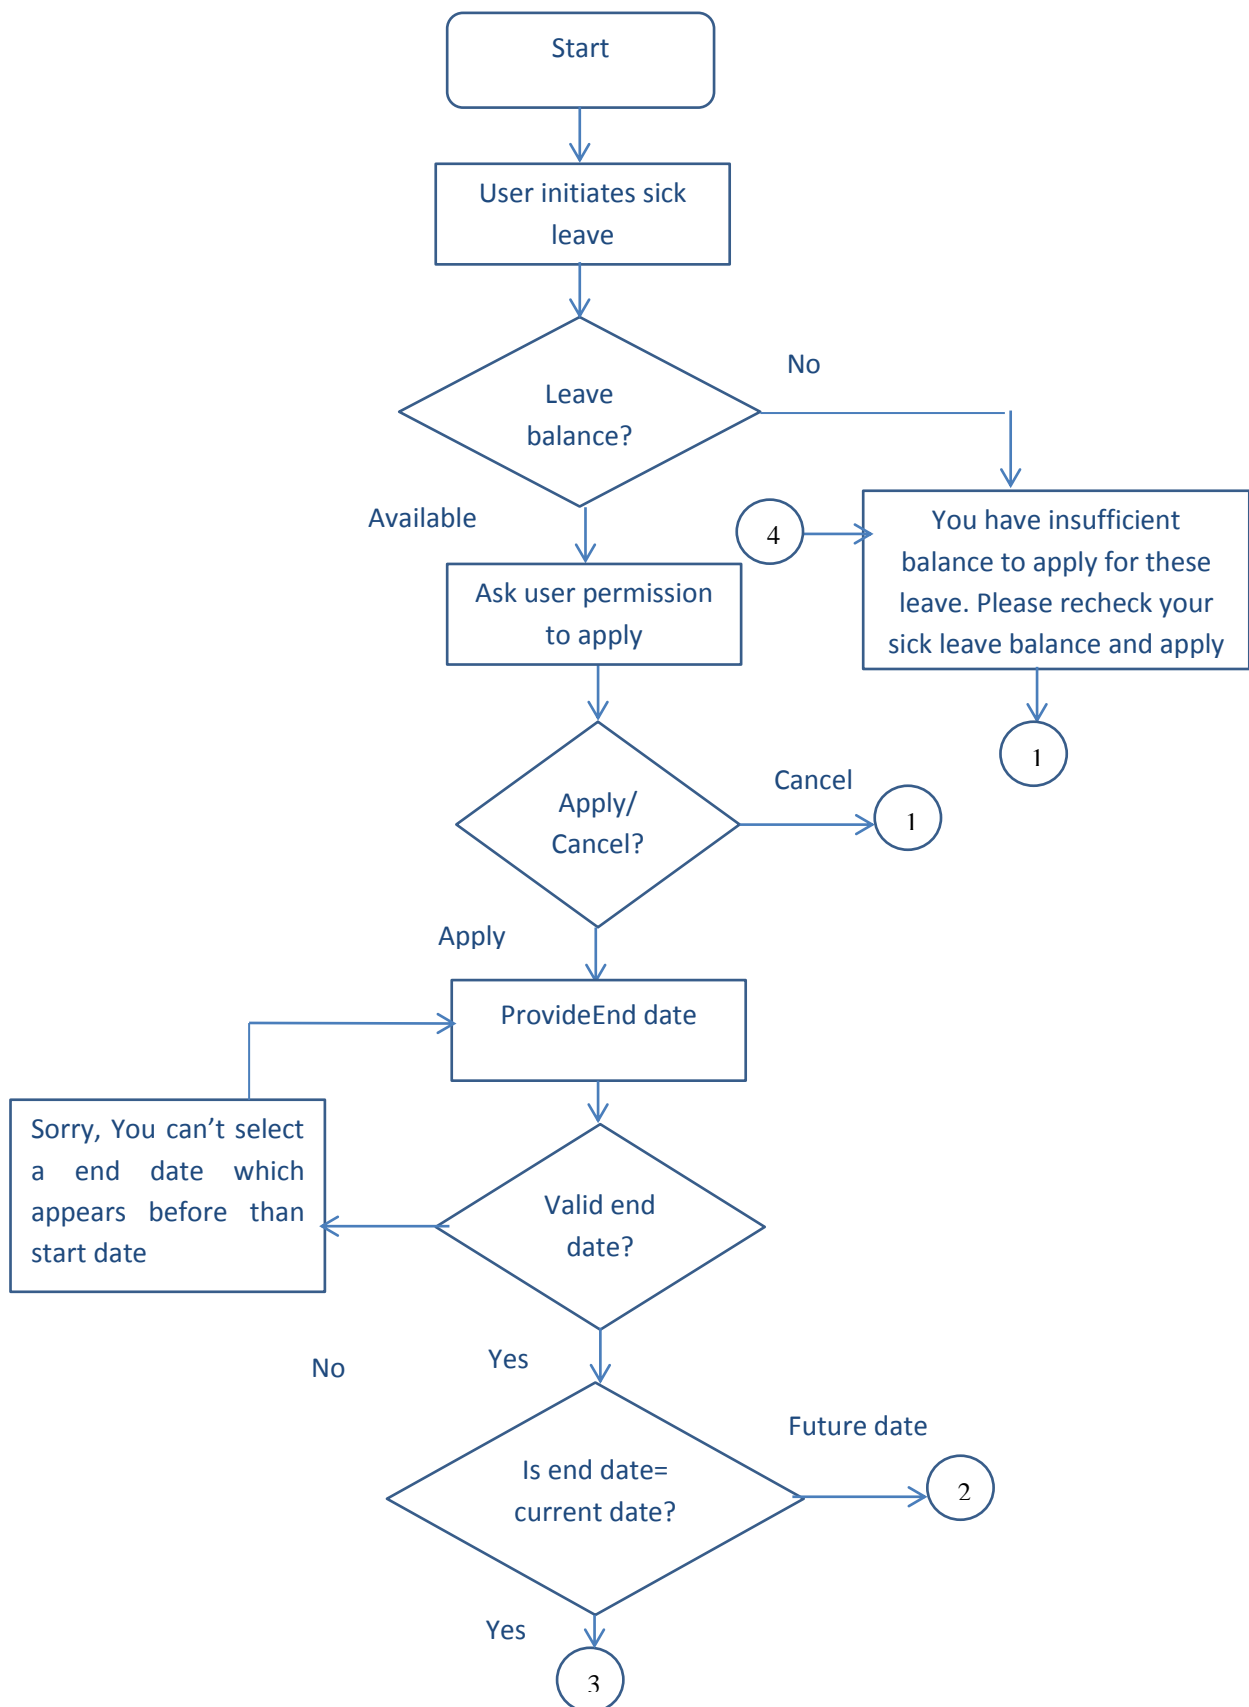 Start
User initiates sick
leave
No
Leave
balance?
Available
4
You have insufficient
balance to apply for these
leave. Please recheck your
sick leave balance and apply
Ask user permission
to apply
1
Cancel
Apply/
Cancel?
1
Apply
ProvideEnd date
Sorry, You can’t select
a end date which
appears before than
start date
Valid end
date?
No
Yes
Future date
Is end date=
current date?
2
Yes
3